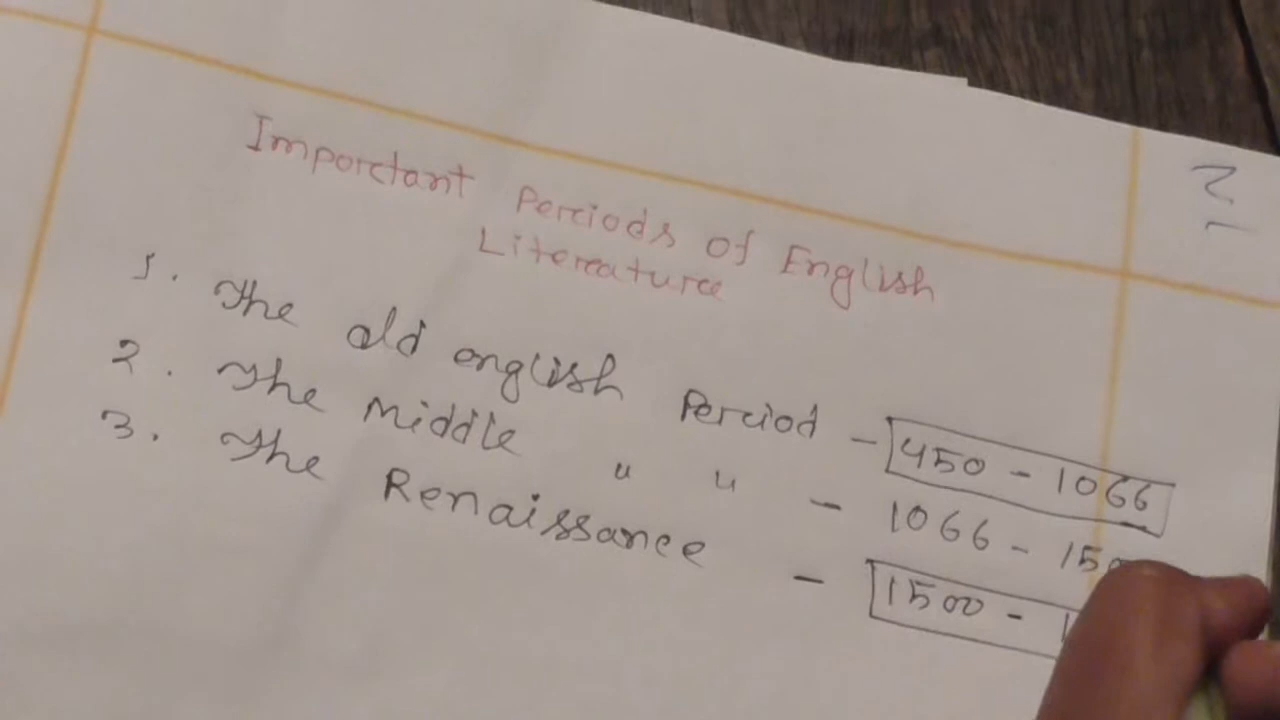 Important Periods of English
Literature
1. The old english Period - 450 - 1066
2. The Middle " " - 1066 -
3. The Renaissance - 1500 -